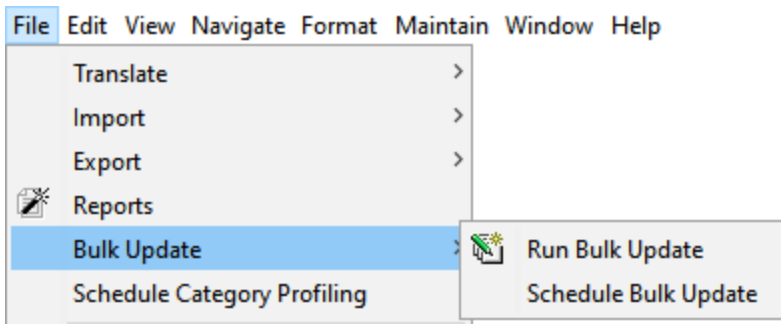 File Edit View Navigate Format Maintain Window Help
Translate
Import
Export
Reports
Bulk Update
Run Bulk Update
Schedule Category Profiling
Schedule Bulk Update